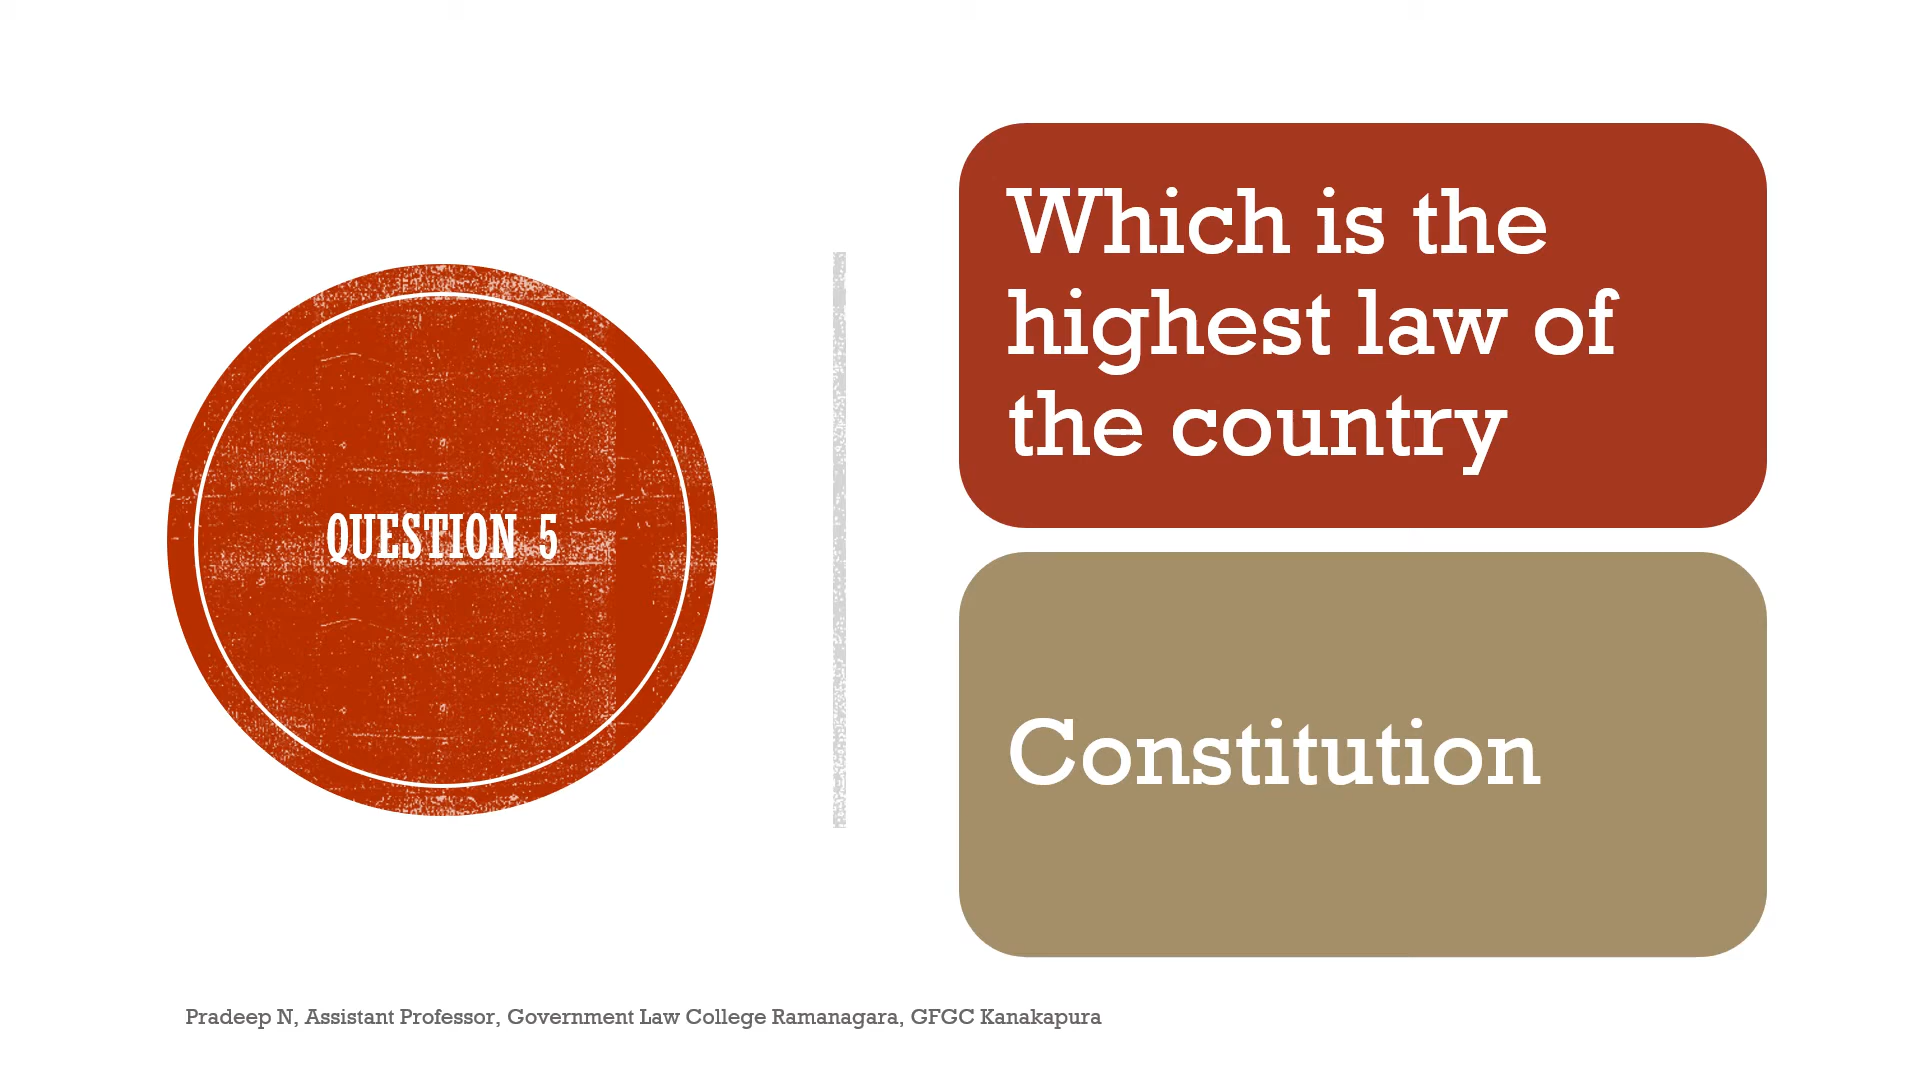 QUESTION 5
Which is the
highest law of
the country
Constitution
Pradeep N, Assistant Professor, Government Law College Ramanagara, GFGC Kanakapura